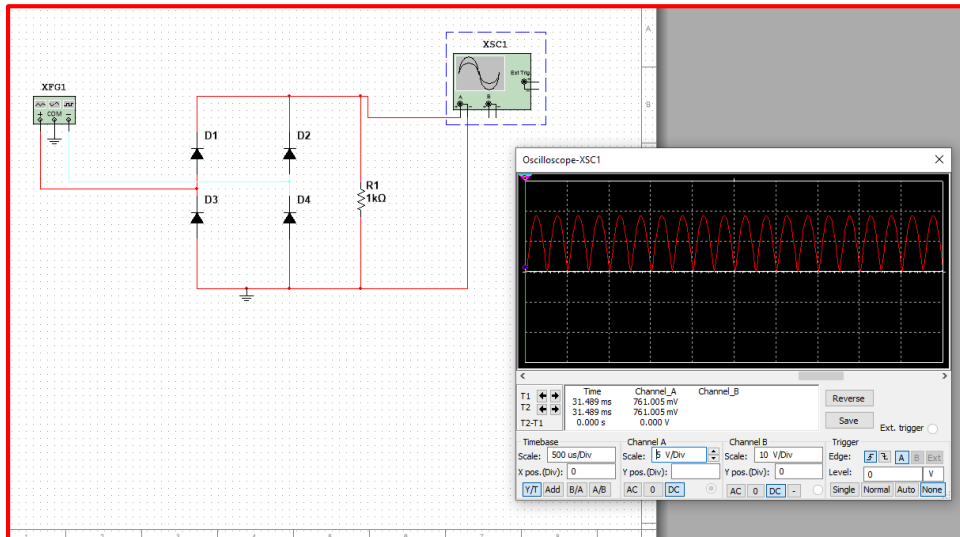 XSC1
Ext Trig
A B
XFG1
+ COM −
D1 D2
D3 D4
R1
1kΩ
A
B
Oscilloscope-XSC1
Time Channel_A Channel_B
T1 31.489 ms 761.005 mV
T2 31.489 ms 761.005 mV
T2-T1 0.000 s 0.000 V
Reverse
Save
Ext. trigger
Timebase Channel A Channel B Trigger
Scale: 500 us/Div Scale: 5 V/Div Scale: 10 V/Div Edge: A B Ext
X pos.(Div): 0 Y pos.(Div): 0 Y pos.(Div): 0 Level: 0 V
Y/T Add B/A A/B AC 0 DC AC 0 DC - Single Normal Auto None